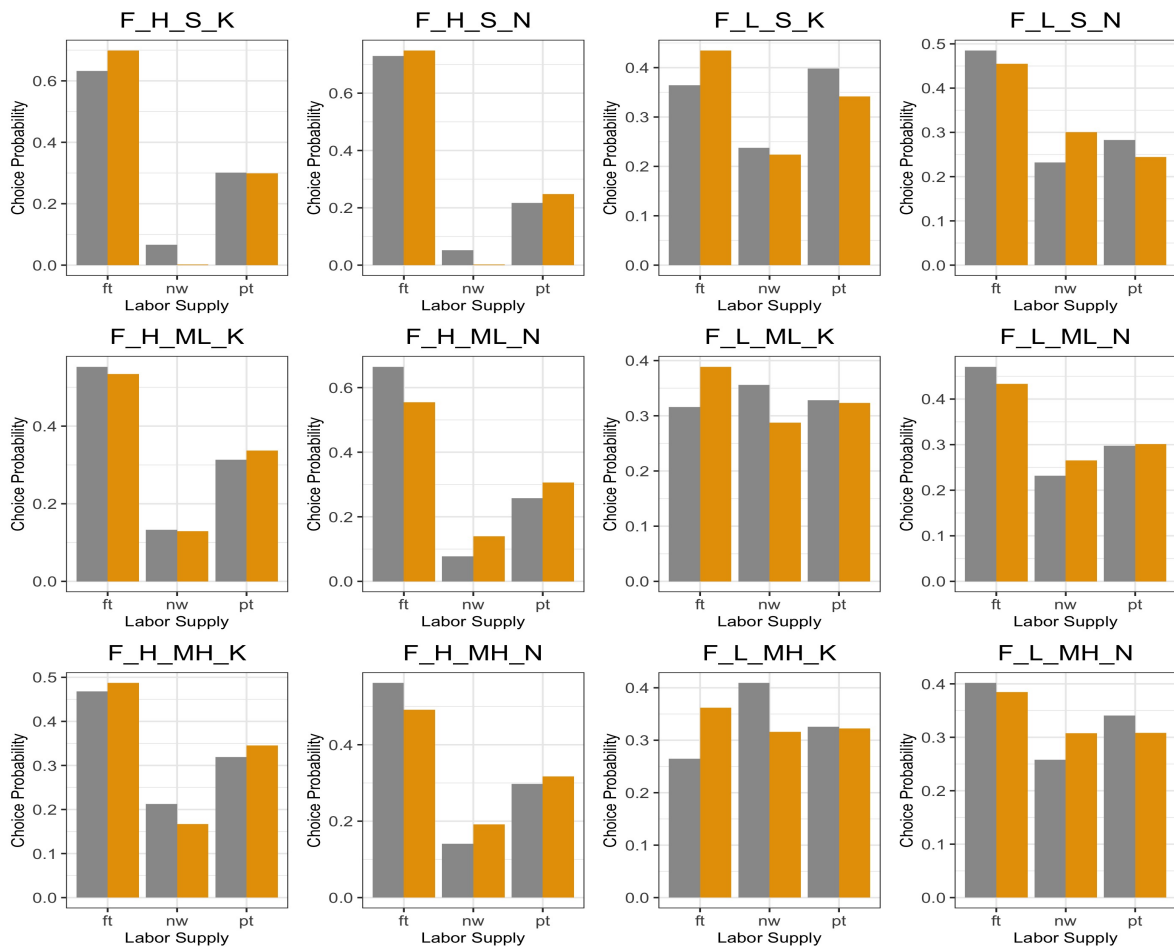 F_H_S_K
F_H_S_N
F_L_S_K
F_L_S_N
Choice Probability
0.6
0.4
0.2
0.0
ft nw pt
Labor Supply
Choice Probability
0.6
0.4
0.2
0.0
ft nw pt
Labor Supply
Choice Probability
0.4
0.3
0.2
0.1
0.0
ft nw pt
Labor Supply
Choice Probability
0.5
0.4
0.3
0.2
0.1
0.0
ft nw pt
Labor Supply
F_H_ML_K
F_H_ML_N
F_L_ML_K
F_L_ML_N
Choice Probability
0.4
0.2
0.0
ft nw pt
Labor Supply
Choice Probability
0.6
0.4
0.2
0.0
ft nw pt
Labor Supply
Choice Probability
0.4
0.3
0.2
0.1
0.0
ft nw pt
Labor Supply
Choice Probability
0.4
0.3
0.2
0.1
0.0
ft nw pt
Labor Supply
F_H_MH_K
F_H_MH_N
F_L_MH_K
F_L_MH_N
Choice Probability
0.5
0.4
0.3
0.2
0.1
0.0
ft nw pt
Labor Supply
Choice Probability
0.4
0.2
0.0
ft nw pt
Labor Supply
Choice Probability
0.4
0.3
0.2
0.1
0.0
ft nw pt
Labor Supply
Choice Probability
0.4
0.3
0.2
0.1
0.0
ft nw pt
Labor Supply